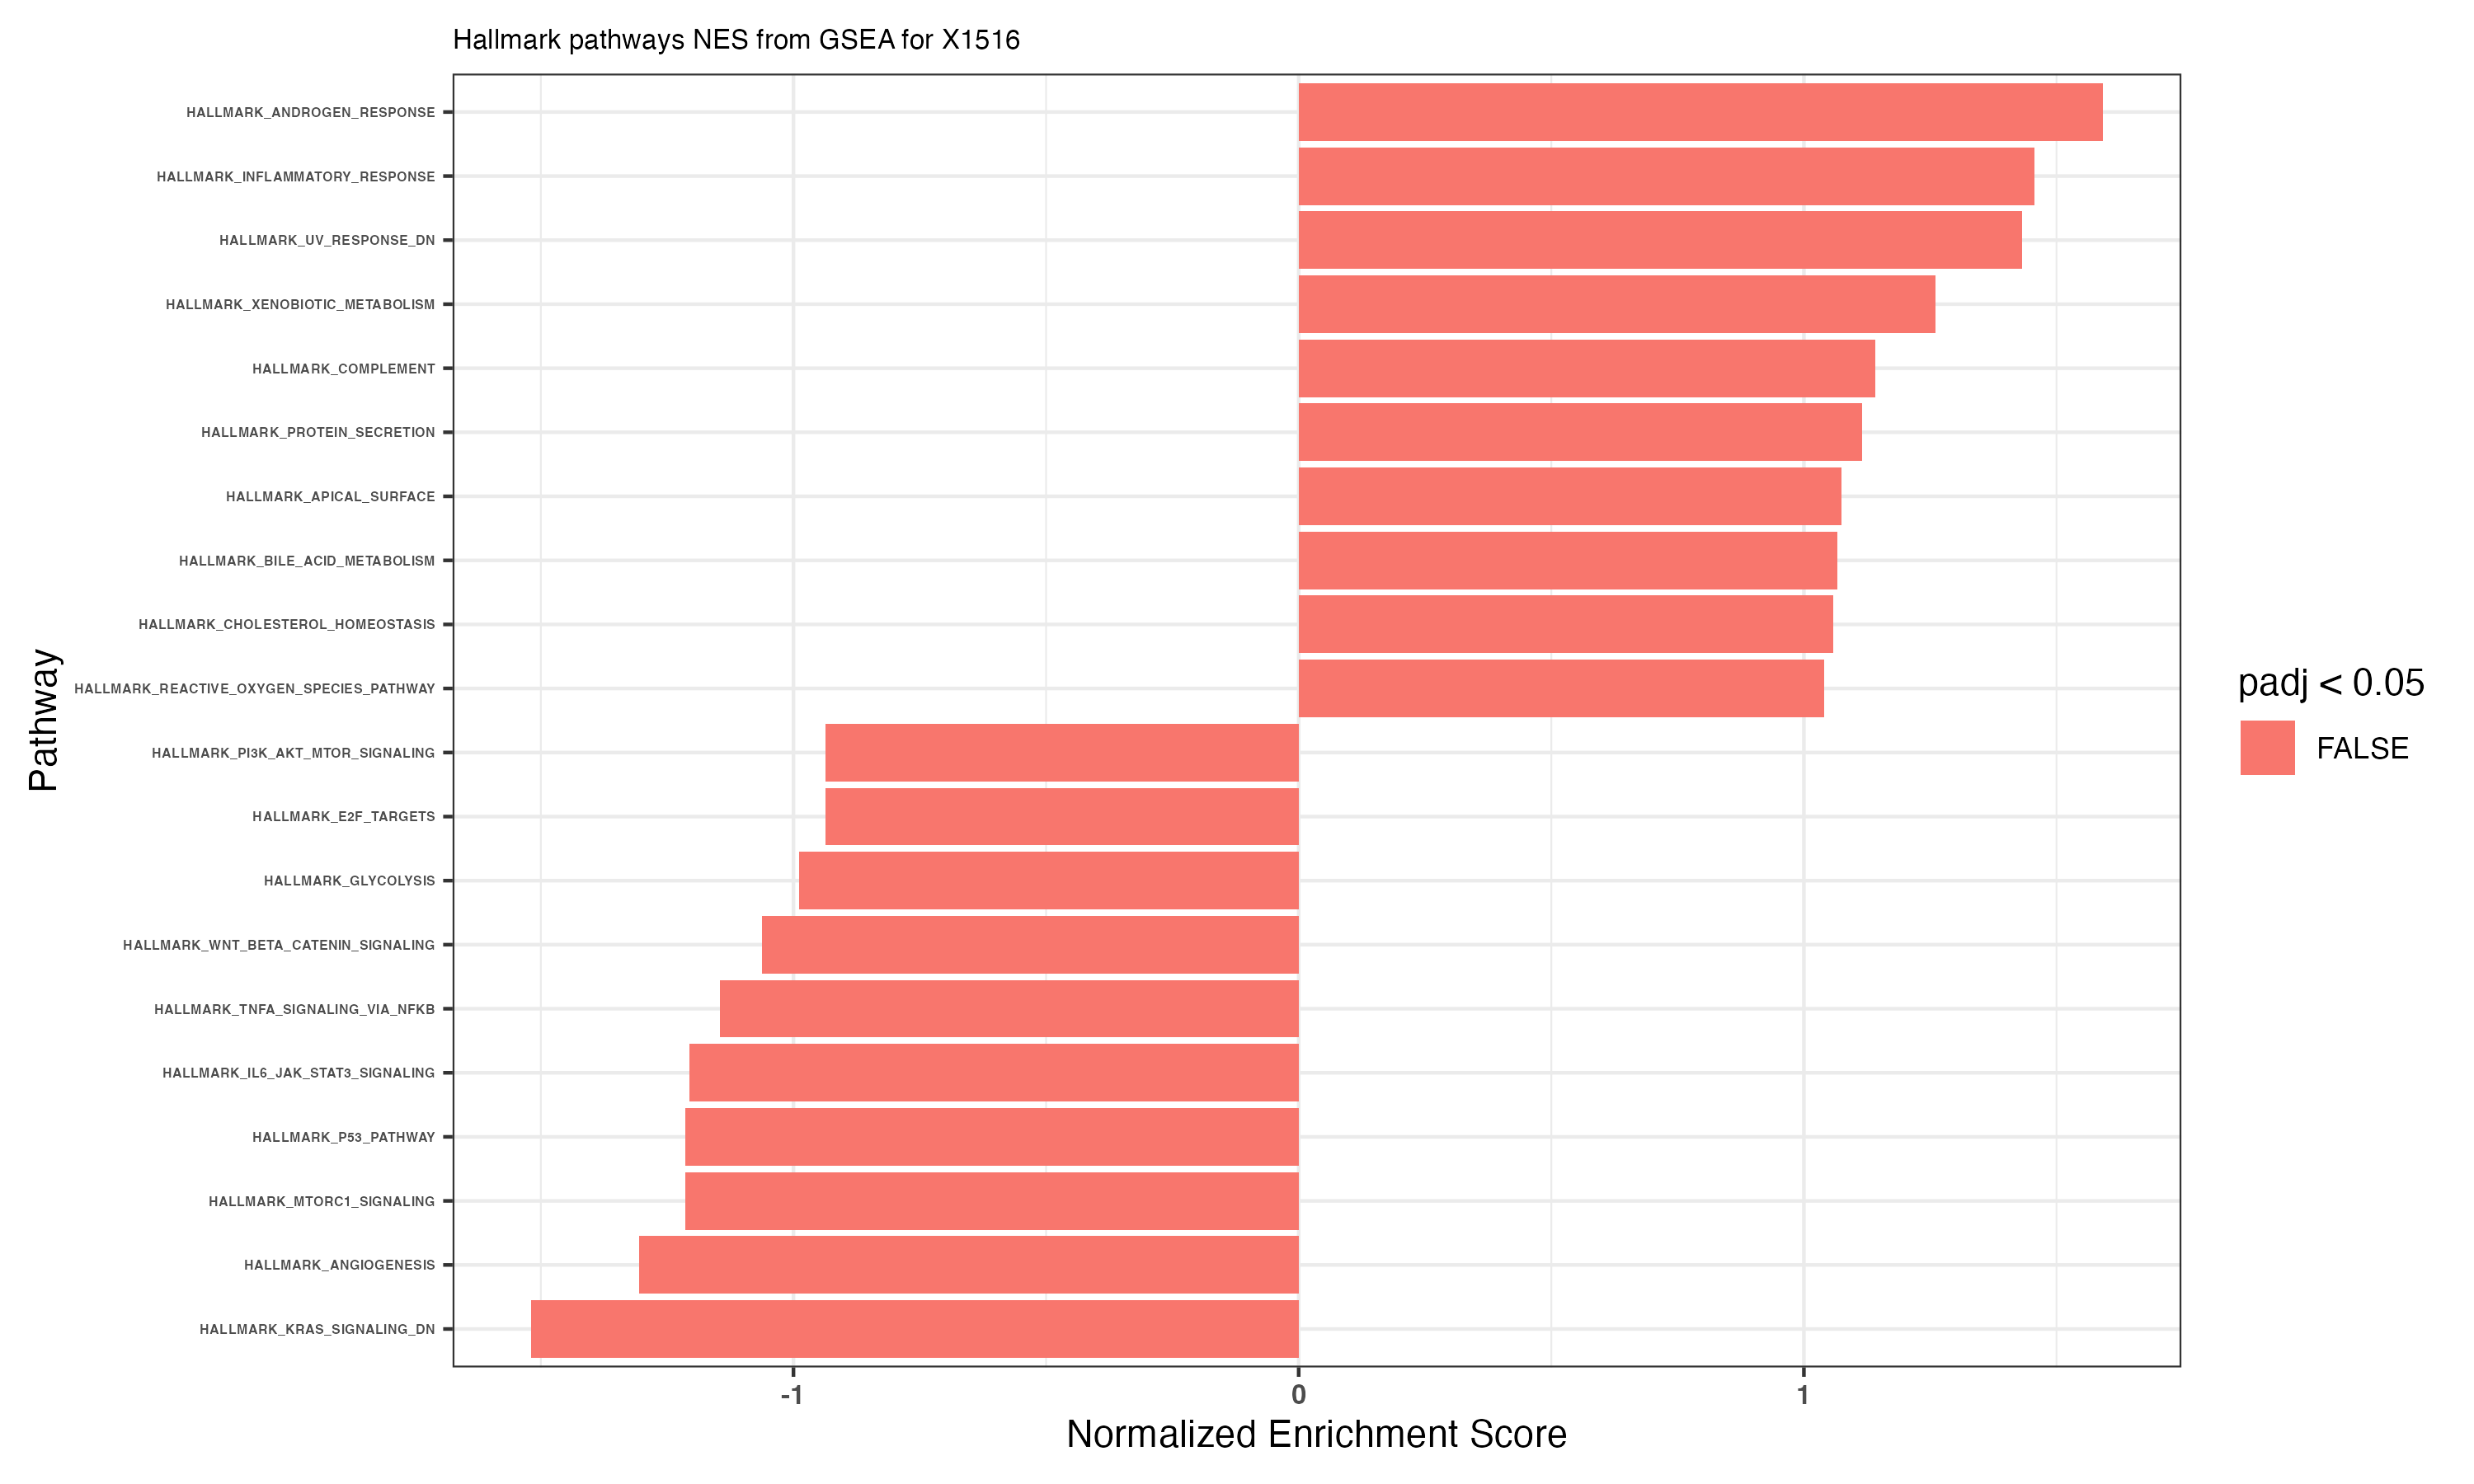 Hallmark pathways NES from GSEA for X1516
HALLMARK_ANDROGEN_RESPONSE
HALLMARK_INFLAMMATORY_RESPONSE
HALLMARK_UV_RESPONSE_DN
HALLMARK_XENOBIOTIC_METABOLISM
HALLMARK_COMPLEMENT
HALLMARK_PROTEIN_SECRETION
HALLMARK_APICAL_SURFACE
HALLMARK_BILE_ACID_METABOLISM
HALLMARK_CHOLESTEROL_HOMEOSTASIS
HALLMARK_REACTIVE_OXYGEN_SPECIES_PATHWAY
HALLMARK_PI3K_AKT_MTOR_SIGNALING
HALLMARK_E2F_TARGETS
HALLMARK_GLYCOLYSIS
HALLMARK_WNT_BETA_CATENIN_SIGNALING
HALLMARK_TNFA_SIGNALING_VIA_NFKB
HALLMARK_IL6_JAK_STAT3_SIGNALING
HALLMARK_P53_PATHWAY
HALLMARK_MTORC1_SIGNALING
HALLMARK_ANGIOGENESIS
HALLMARK_KRAS_SIGNALING_DN
Pathway
-1 0 1
Normalized Enrichment Score
padj < 0.05
FALSE